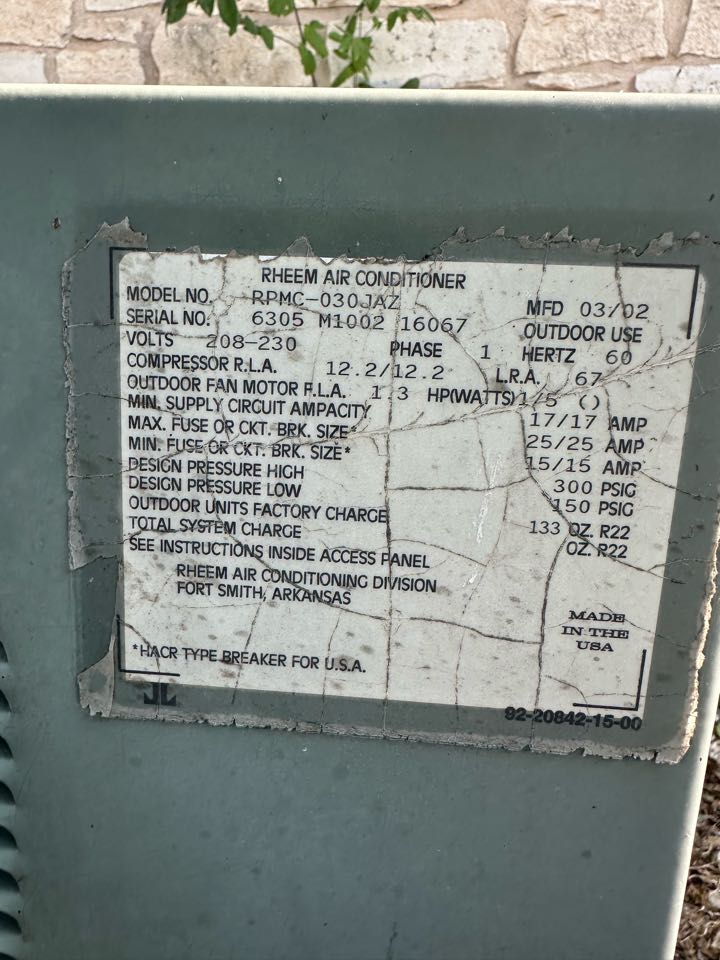 RHEEM AIR CONDITIONER
MODEL NO. RPMC-030JAZ MFD 03/02
SERIAL NO. 6305 M1002 16067 OUTDOOR USE
VOLTS 208-230 PHASE 1 HERTZ 60
COMPRESSOR R.L.A. 12.2/12.2 L.R.A. 67
OUTDOOR FAN MOTOR F.L.A. 1.3 HP(WATTS) 1/5 ()
MIN. SUPPLY CIRCUIT AMPACITY 17/17 AMP
MAX. FUSE OR CKT. BRK. SIZE* 25/25 AMP
MIN. FUSE OR CKT. BRK. SIZE* 15/15 AMP
DESIGN PRESSURE HIGH 300 PSIG
DESIGN PRESSURE LOW 150 PSIG
OUTDOOR UNITS FACTORY CHARGE 133 OZ. R22
TOTAL SYSTEM CHARGE OZ. R22
SEE INSTRUCTIONS INSIDE ACCESS PANEL
RHEEM AIR CONDITIONING DIVISION
FORT SMITH, ARKANSAS
MADE
IN THE
USA
*HACR TYPE BREAKER FOR U.S.A.
92-20842-15-00